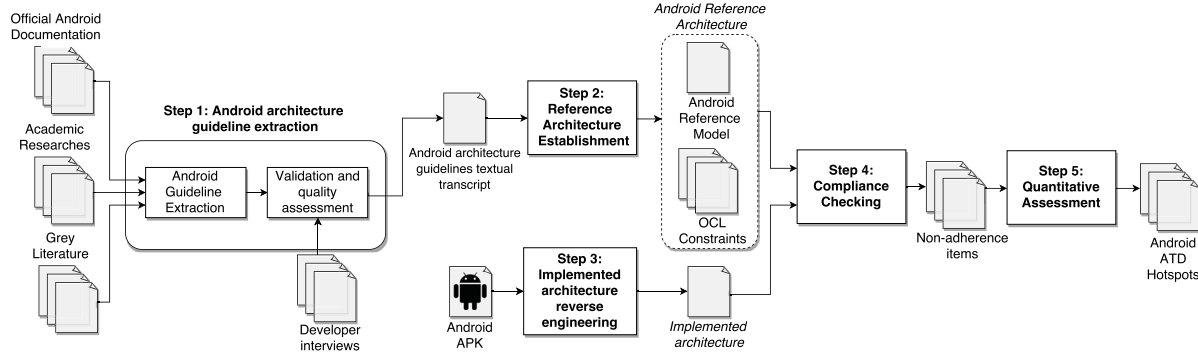 Official Android
Documentation
Academic
Researches
Grey
Literature
Step 1: Android architecture
guideline extraction
Android
Guideline
Extraction
Validation and
quality
assessment
Developer
interviews
Android architecture
guidelines textual
transcript
Step 2:
Reference
Architecture
Establishment
Android Reference
Architecture
Android
Reference
Model
OCL
Constraints
Android
APK
Step 3:
Implemented
architecture
reverse
engineering
Implemented
architecture
Step 4:
Compliance
Checking
Non-adherence
items
Step 5:
Quantitative
Assessment
Android
ATD
Hotspots